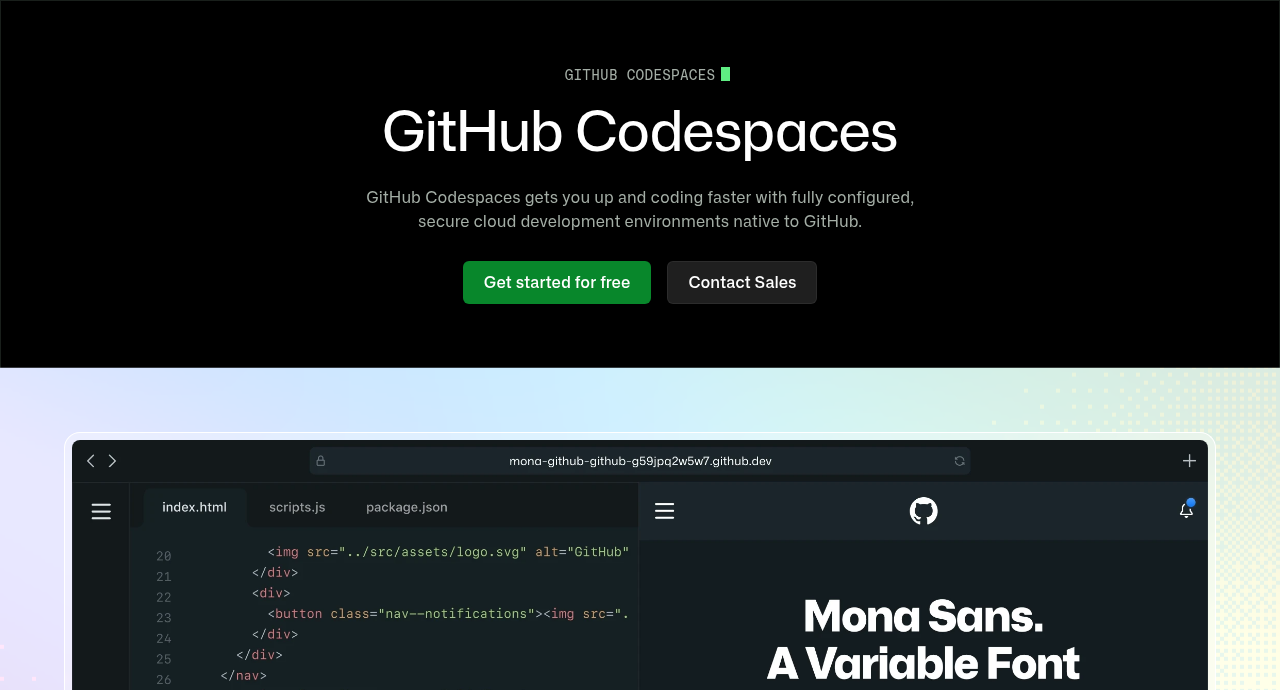 GITHUB CODESPACES
GitHub Codespaces
GitHub Codespaces gets you up and coding faster with fully configured,
secure cloud development environments native to GitHub.
Get started for free
Contact Sales
mona-github-github-g59jpq2w5w7.github.dev
index.html
scripts.js
package.json
20 <img src="../src/assets/logo.svg" alt="GitHub"
21 </div>
22 <div>
23 <button class="nav--notifications"><img src=".
24 </div>
25 </div>
26 </nav>
Mona Sans.
A Variable Font